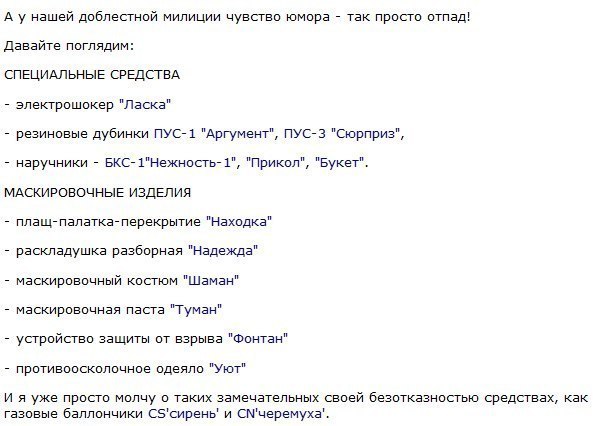 А у нашей доблестной милиции чувство юмора - так просто отпад!
Давайте поглядим:
СПЕЦИАЛЬНЫЕ СРЕДСТВА
- электрошокер "Ласка"
- резиновые дубинки ПУС-1 "Аргумент", ПУС-3 "Сюрприз",
- наручники - БКС-1"Нежность-1", "Прикол", "Букет".
МАСКИРОВОЧНЫЕ ИЗДЕЛИЯ
- плащ-палатка-перекрытие "Находка"
- раскладушка разборная "Надежда"
- маскировочный костюм "Шаман"
- маскировочная паста "Туман"
- устройство защиты от взрыва "Фонтан"
- противоосколочное одеяло "Уют"
И я уже просто молчу о таких замечательных своей безотказностью средствах, как
газовые баллончики CS'сирень' и CN'черемуха'.